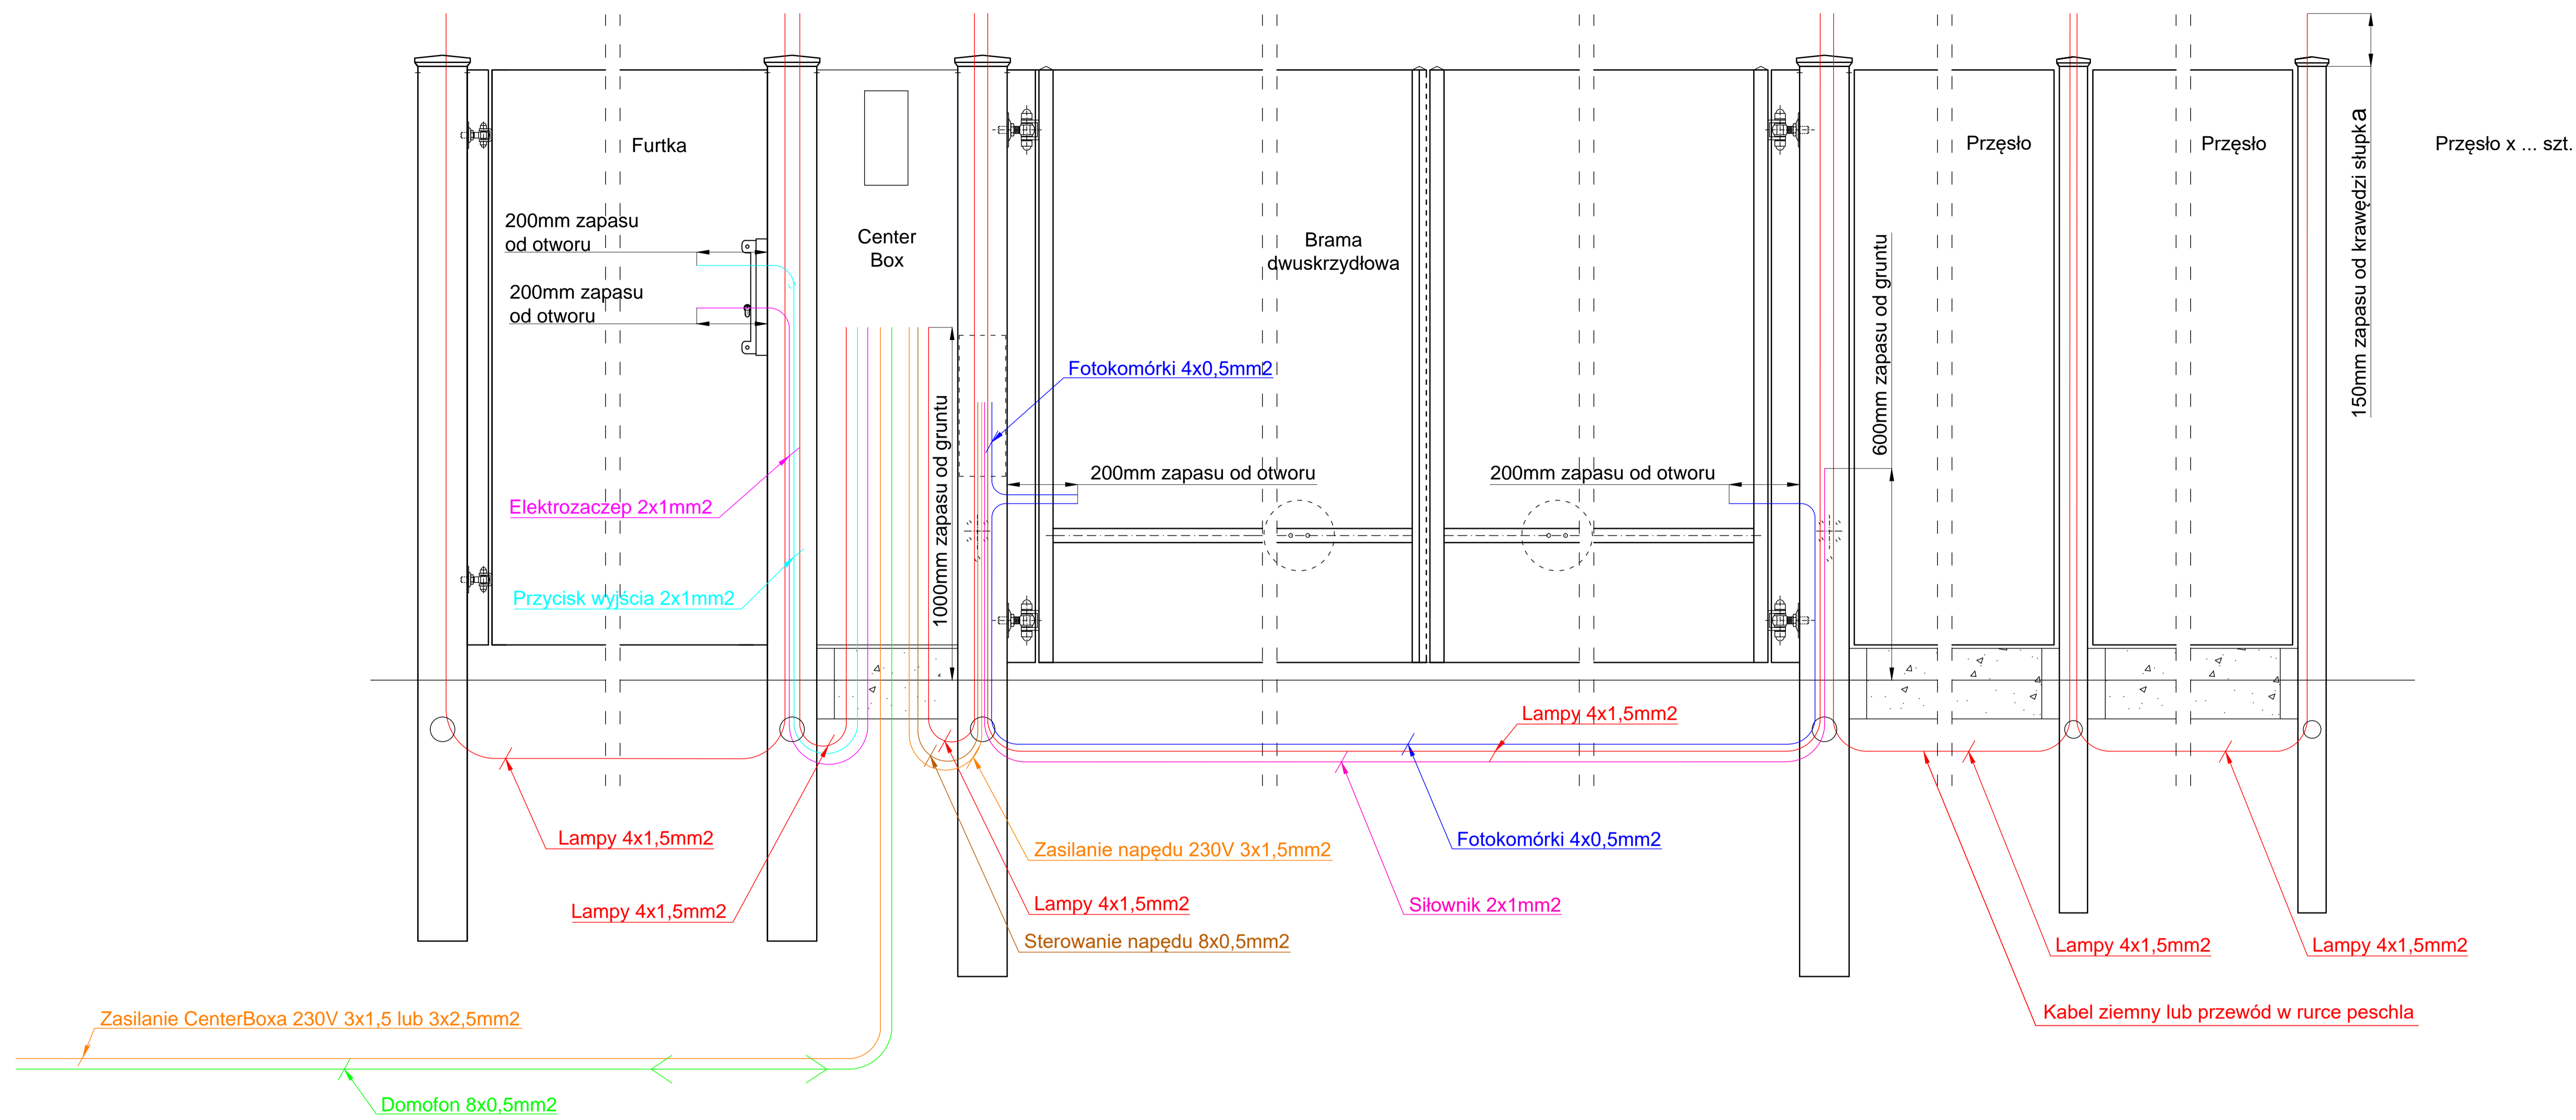 Furtka
200mm zapasu
od otworu
200mm zapasu
od otworu
Elektrozaczep 2x1mm2
Przycisk wyjścia 2x1mm2
Center
Box
1000mm zapasu od gruntu
Fotokomórki 4x0,5mm2
200mm zapasu od otworu
Brama
dwuskrzydłowa
200mm zapasu od otworu
600mm zapasu od gruntu
Przęsło
Przęsło
150mm zapasu od krawędzi słupka
Przęsło x ... szt.
Lampy 4x1,5mm2
Lampy 4x1,5mm2
Lampy 4x1,5mm2
Zasilanie napędu 230V 3x1,5mm2
Lampy 4x1,5mm2
Sterowanie napędu 8x0,5mm2
Fotokomórki 4x0,5mm2
Siłownik 2x1mm2
Lampy 4x1,5mm2
Lampy 4x1,5mm2
Kabel ziemny lub przewód w rurce peschla
Zasilanie CenterBoxa 230V 3x1,5 lub 3x2,5mm2
Domofon 8x0,5mm2